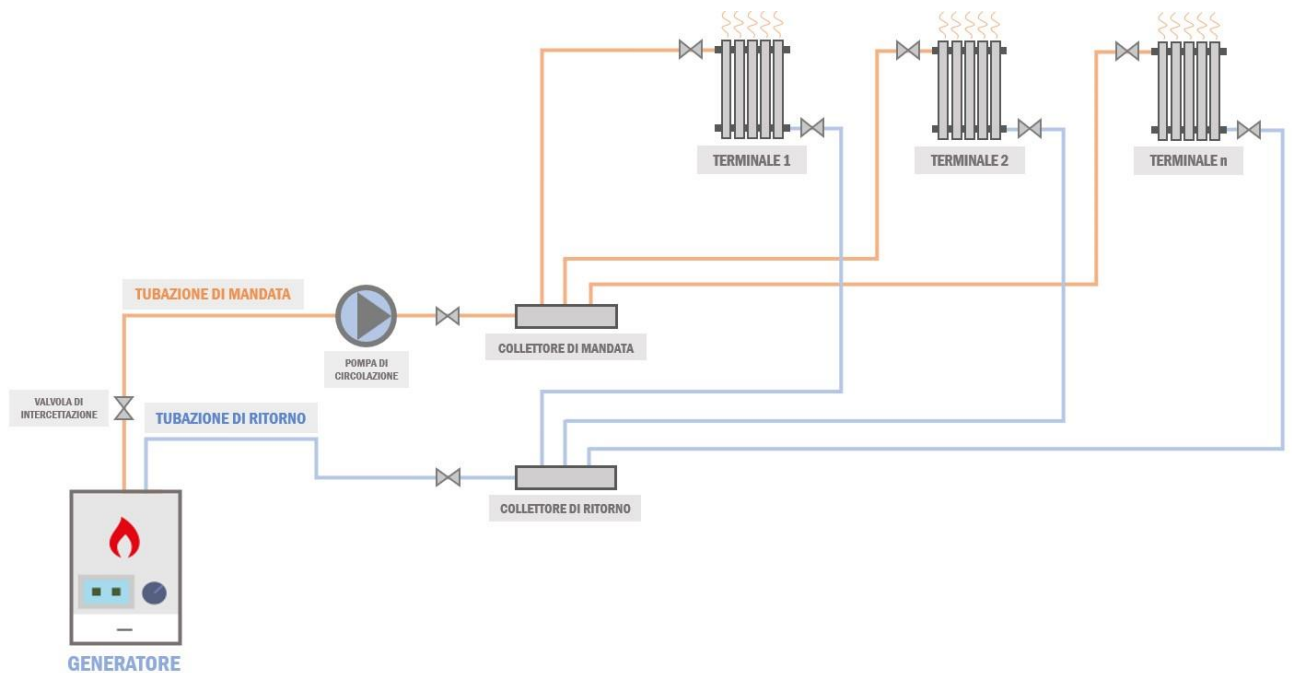 TERMINALE 1
TERMINALE 2
TERMINALE n
TUBAZIONE DI MANDATA
COLLETTORE DI MANDATA
POMPA DI
CIRCOLAZIONE
VALVOLA DI
INTERCETTAZIONE
TUBAZIONE DI RITORNO
COLLETTORE DI RITORNO
GENERATORE